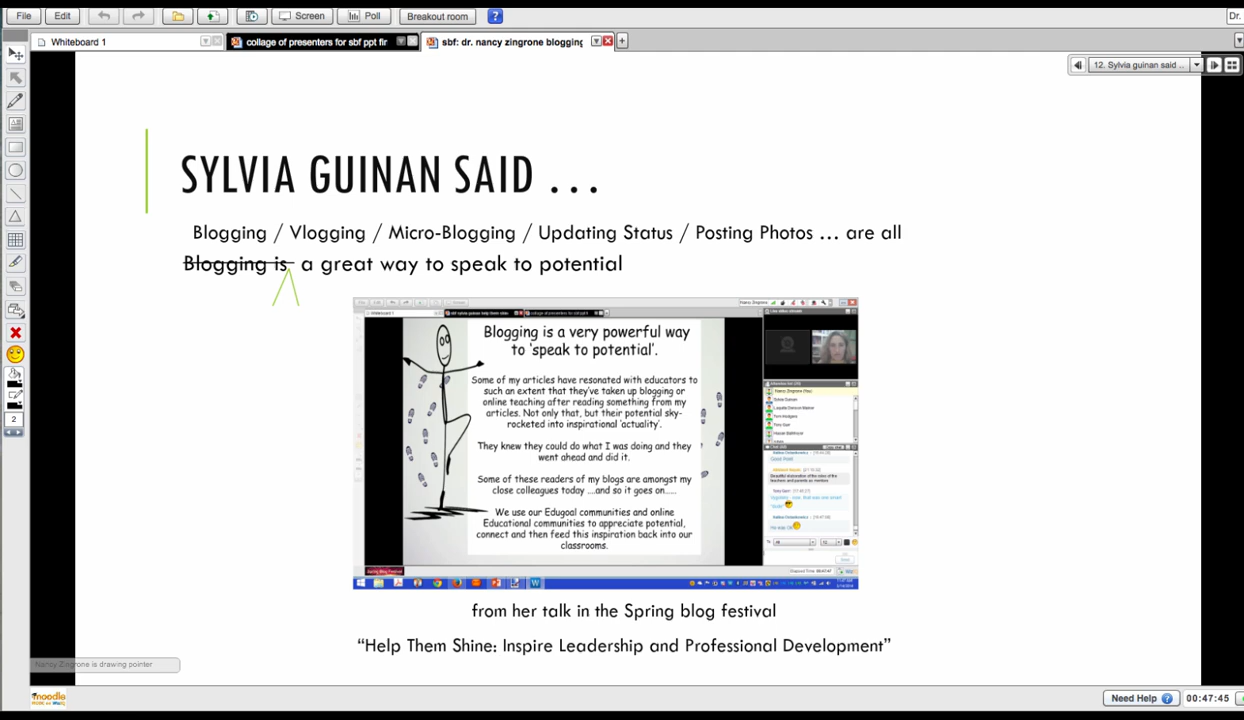 File Edit Screen Poll Breakout room ? Dr.
Whiteboard 1 collage of presenters for sbf ppt fir sbf: dr. nancy zingrone blogging
12. Sylvia guinan said ...
SYLVIA GUINAN SAID ...
Blogging / Vlogging / Micro-Blogging / Updating Status / Posting Photos ... are all
Blogging is a great way to speak to potential
Blogging is a very powerful way
to 'speak to potential'.
Some of my articles have resonated with educators to
such an extent that they've taken up blogging or
online teaching after reading something from my
articles. Not only that, but their potential sky-
rocketed into inspirational 'actuality'.
They knew they could do what I was doing and they
went ahead and did it.
Some of these readers of my blogs are amongst my
close colleagues today ....and so it goes on.....
We use our Edugoal communities and online
Educational communities to appreciate potential,
connect and then feed this inspiration back into our
classrooms.
from her talk in the Spring blog festival
“Help Them Shine: Inspire Leadership and Professional Development”
Nancy Zingrone is drawing pointer
2
moodle
Need Help ? 00:47:45